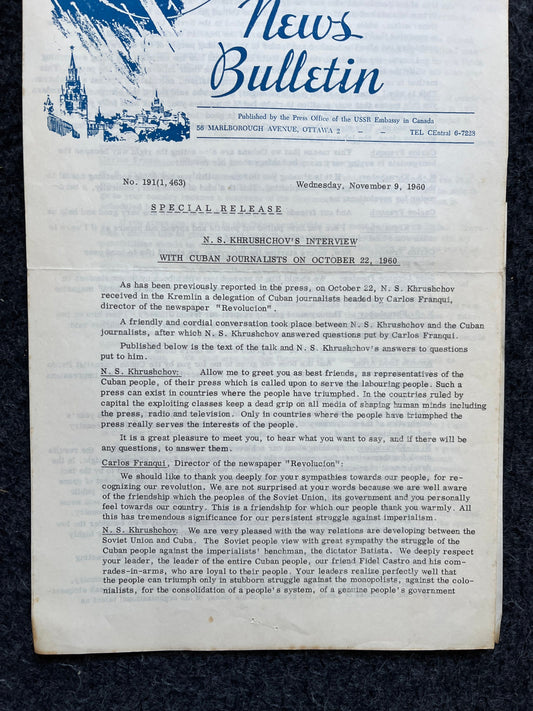 News
Bulletin
Published by the Press Office of the USSR Embassy in Canada
56 MARLBOROUGH AVENUE, OTTAWA 2 - - TEL CEntral 6-7228
No. 191(1, 463) Wednesday, November 9, 1960
SPECIAL RELEASE
N. S. KHRUSHCHOV'S INTERVIEW
WITH CUBAN JOURNALISTS ON OCTOBER 22, 1960
As has been previously reported in the press, on October 22, N. S. Khrushchov
received in the Kremlin a delegation of Cuban journalists headed by Carlos Franqui,
director of the newspaper "Revolucion".
A friendly and cordial conversation took place between N. S. Khrushchov and the Cuban
journalists, after which N. S. Khrushchov answered questions put by Carlos Franqui.
Published below is the text of the talk and N. S. Khrushchov's answers to questions
put to him.
N. S. Khrushchov: Allow me to greet you as best friends, as representatives of the
Cuban people, of their press which is called upon to serve the labouring people. Such a
press can exist in countries where the people have triumphed. In the countries ruled by
capital the exploiting classes keep a dead grip on all media of shaping human minds including
the press, radio and television. Only in countries where the people have triumphed the
press really serves the interests of the people.
It is a great pleasure to meet you, to hear what you want to say, and if there will be
any questions, to answer them.
Carlos Franqui, Director of the newspaper "Revolucion":
We should like to thank you deeply for your sympathies towards our people, for re-
cognizing our revolution. We are not surprised at your words because we are well aware
of the friendship which the peoples of the Soviet Union, its government and you personally
feel towards our country. This is a friendship for which our people thank you warmly. All
this has tremendous significance for our persistent struggle against imperialism.
N. S. Khrushchov: We are very pleased with the way relations are developing between the
Soviet Union and Cuba. The Soviet people view with great sympathy the struggle of the
Cuban people against the imperialists' henchman, the dictator Batista. We deeply respect
your leader, the leader of the entire Cuban people, our friend Fidel Castro and his com-
rades-in-arms, who are loyal to their people. Your leaders realize perfectly well that
the people can triumph only in stubborn struggle against the monopolists, against the colo-
nialists, for the consolidation of a people's system, of a genuine people's government